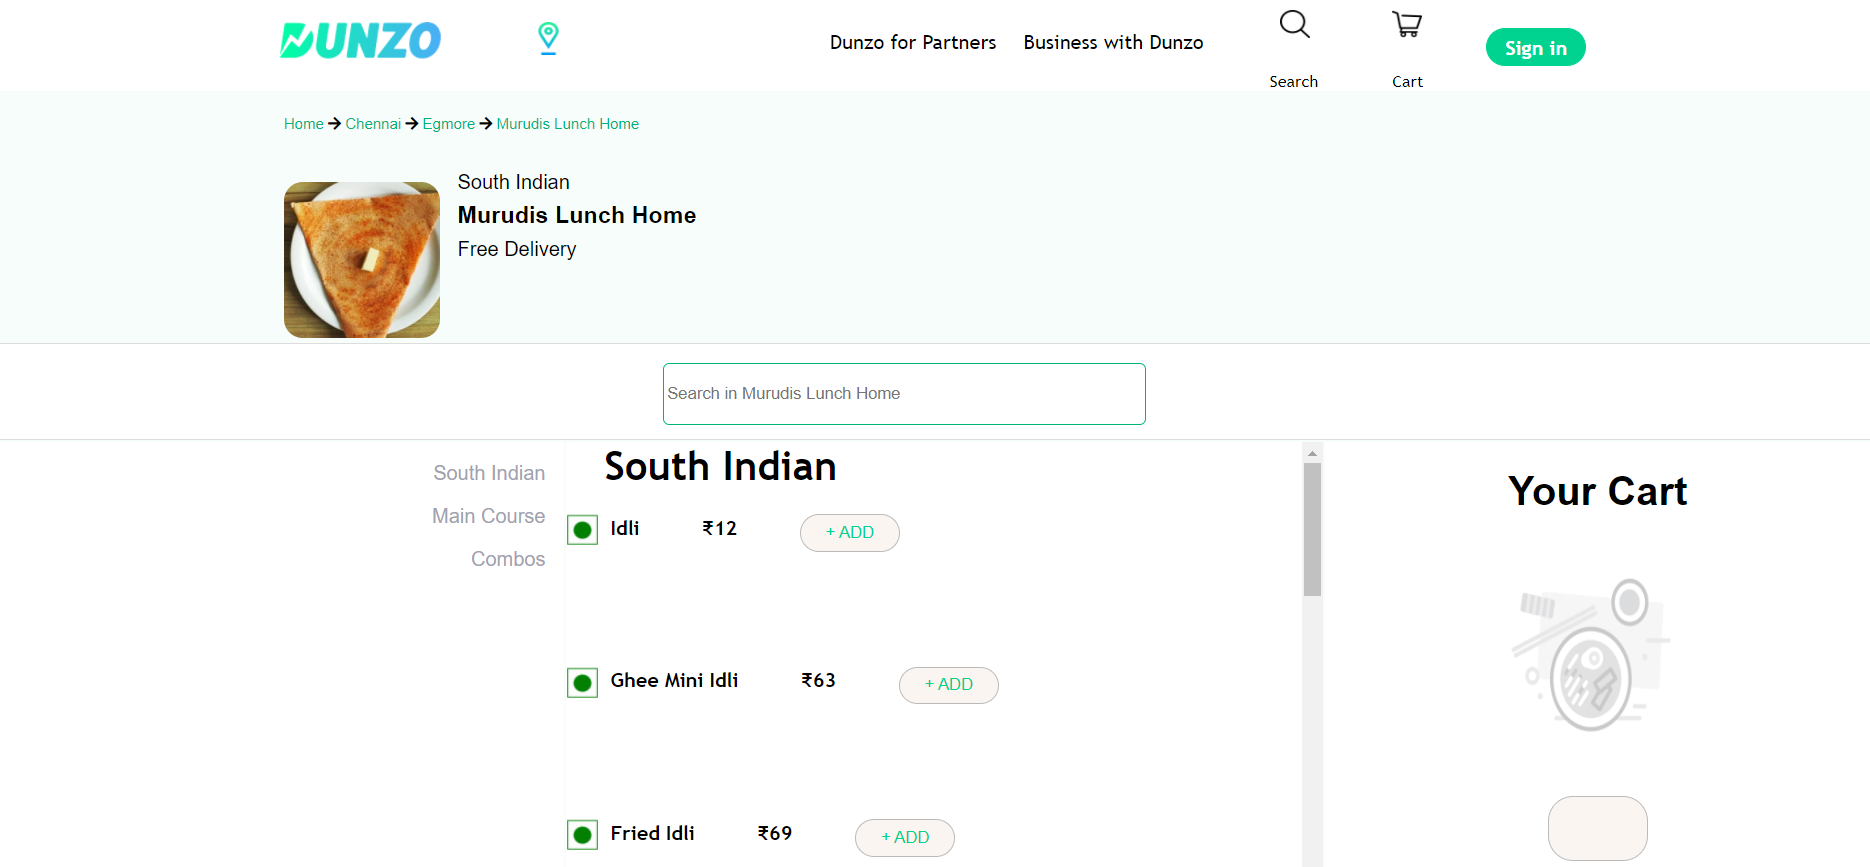 DUNZO
Dunzo for Partners
Business with Dunzo
Search
Cart
Sign in
Home → Chennai → Egmore → Murudis Lunch Home
South Indian
Murudis Lunch Home
Free Delivery
Search in Murudis Lunch Home
South Indian
Main Course
Combos
South Indian
Idli ₹12 + ADD
Ghee Mini Idli ₹63 + ADD
Fried Idli ₹69 + ADD
Your Cart